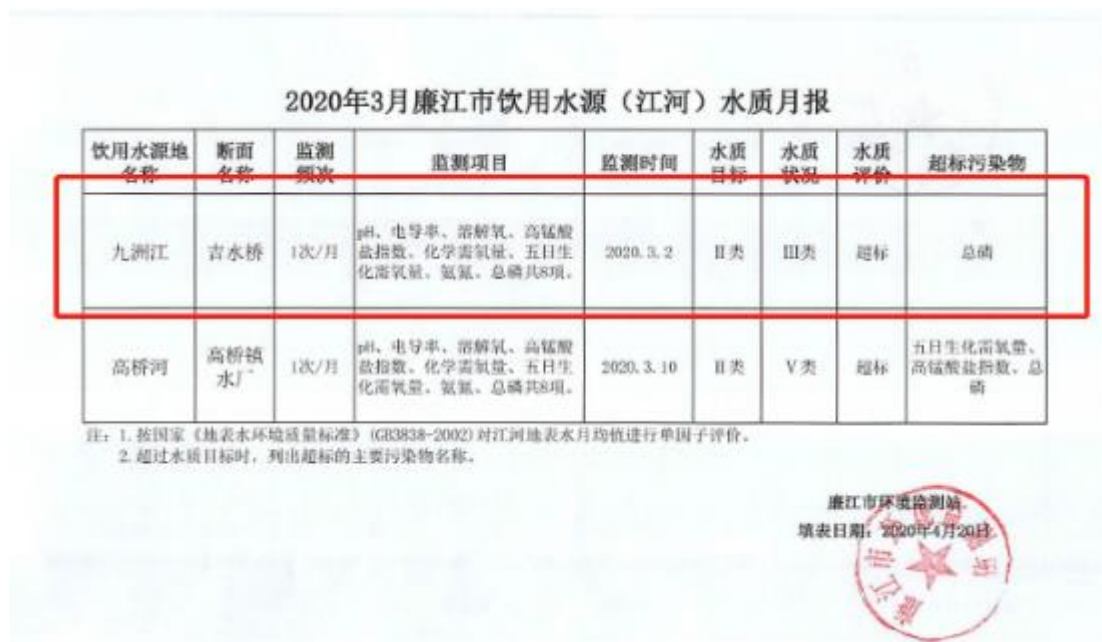 2020年3月廉江市饮用水源（江河）水质月报
饮用水源地 断面 监测 监测项目 监测时间 水质 水质 水质 超标污染物
名称 名称 频次 目标 状况 评价
九洲江 吉水桥 1次/月 pH、电导率、溶解氧、高锰酸 2020.3.2 Ⅱ类 Ⅲ类 超标 总磷
盐指数、化学需氧量、五日生
化需氧量、氨氮、总磷共8项。
高桥河 高桥镇 1次/月 pH、电导率、溶解氧、高锰酸 2020.3.10 Ⅱ类 Ⅴ类 超标 五日生化需氧量、
水厂 盐指数、化学需氧量、五日生 高锰酸盐指数、总
化需氧量、氨氮、总磷共8项。 磷
注：1.按国家《地表水环境质量标准》(GB3838-2002)对江河地表水月均值进行单因子评价。
2.超过水质目标时，列出超标的主要污染物名称。
廉江市环境监测站
填表日期：2020年4月20日